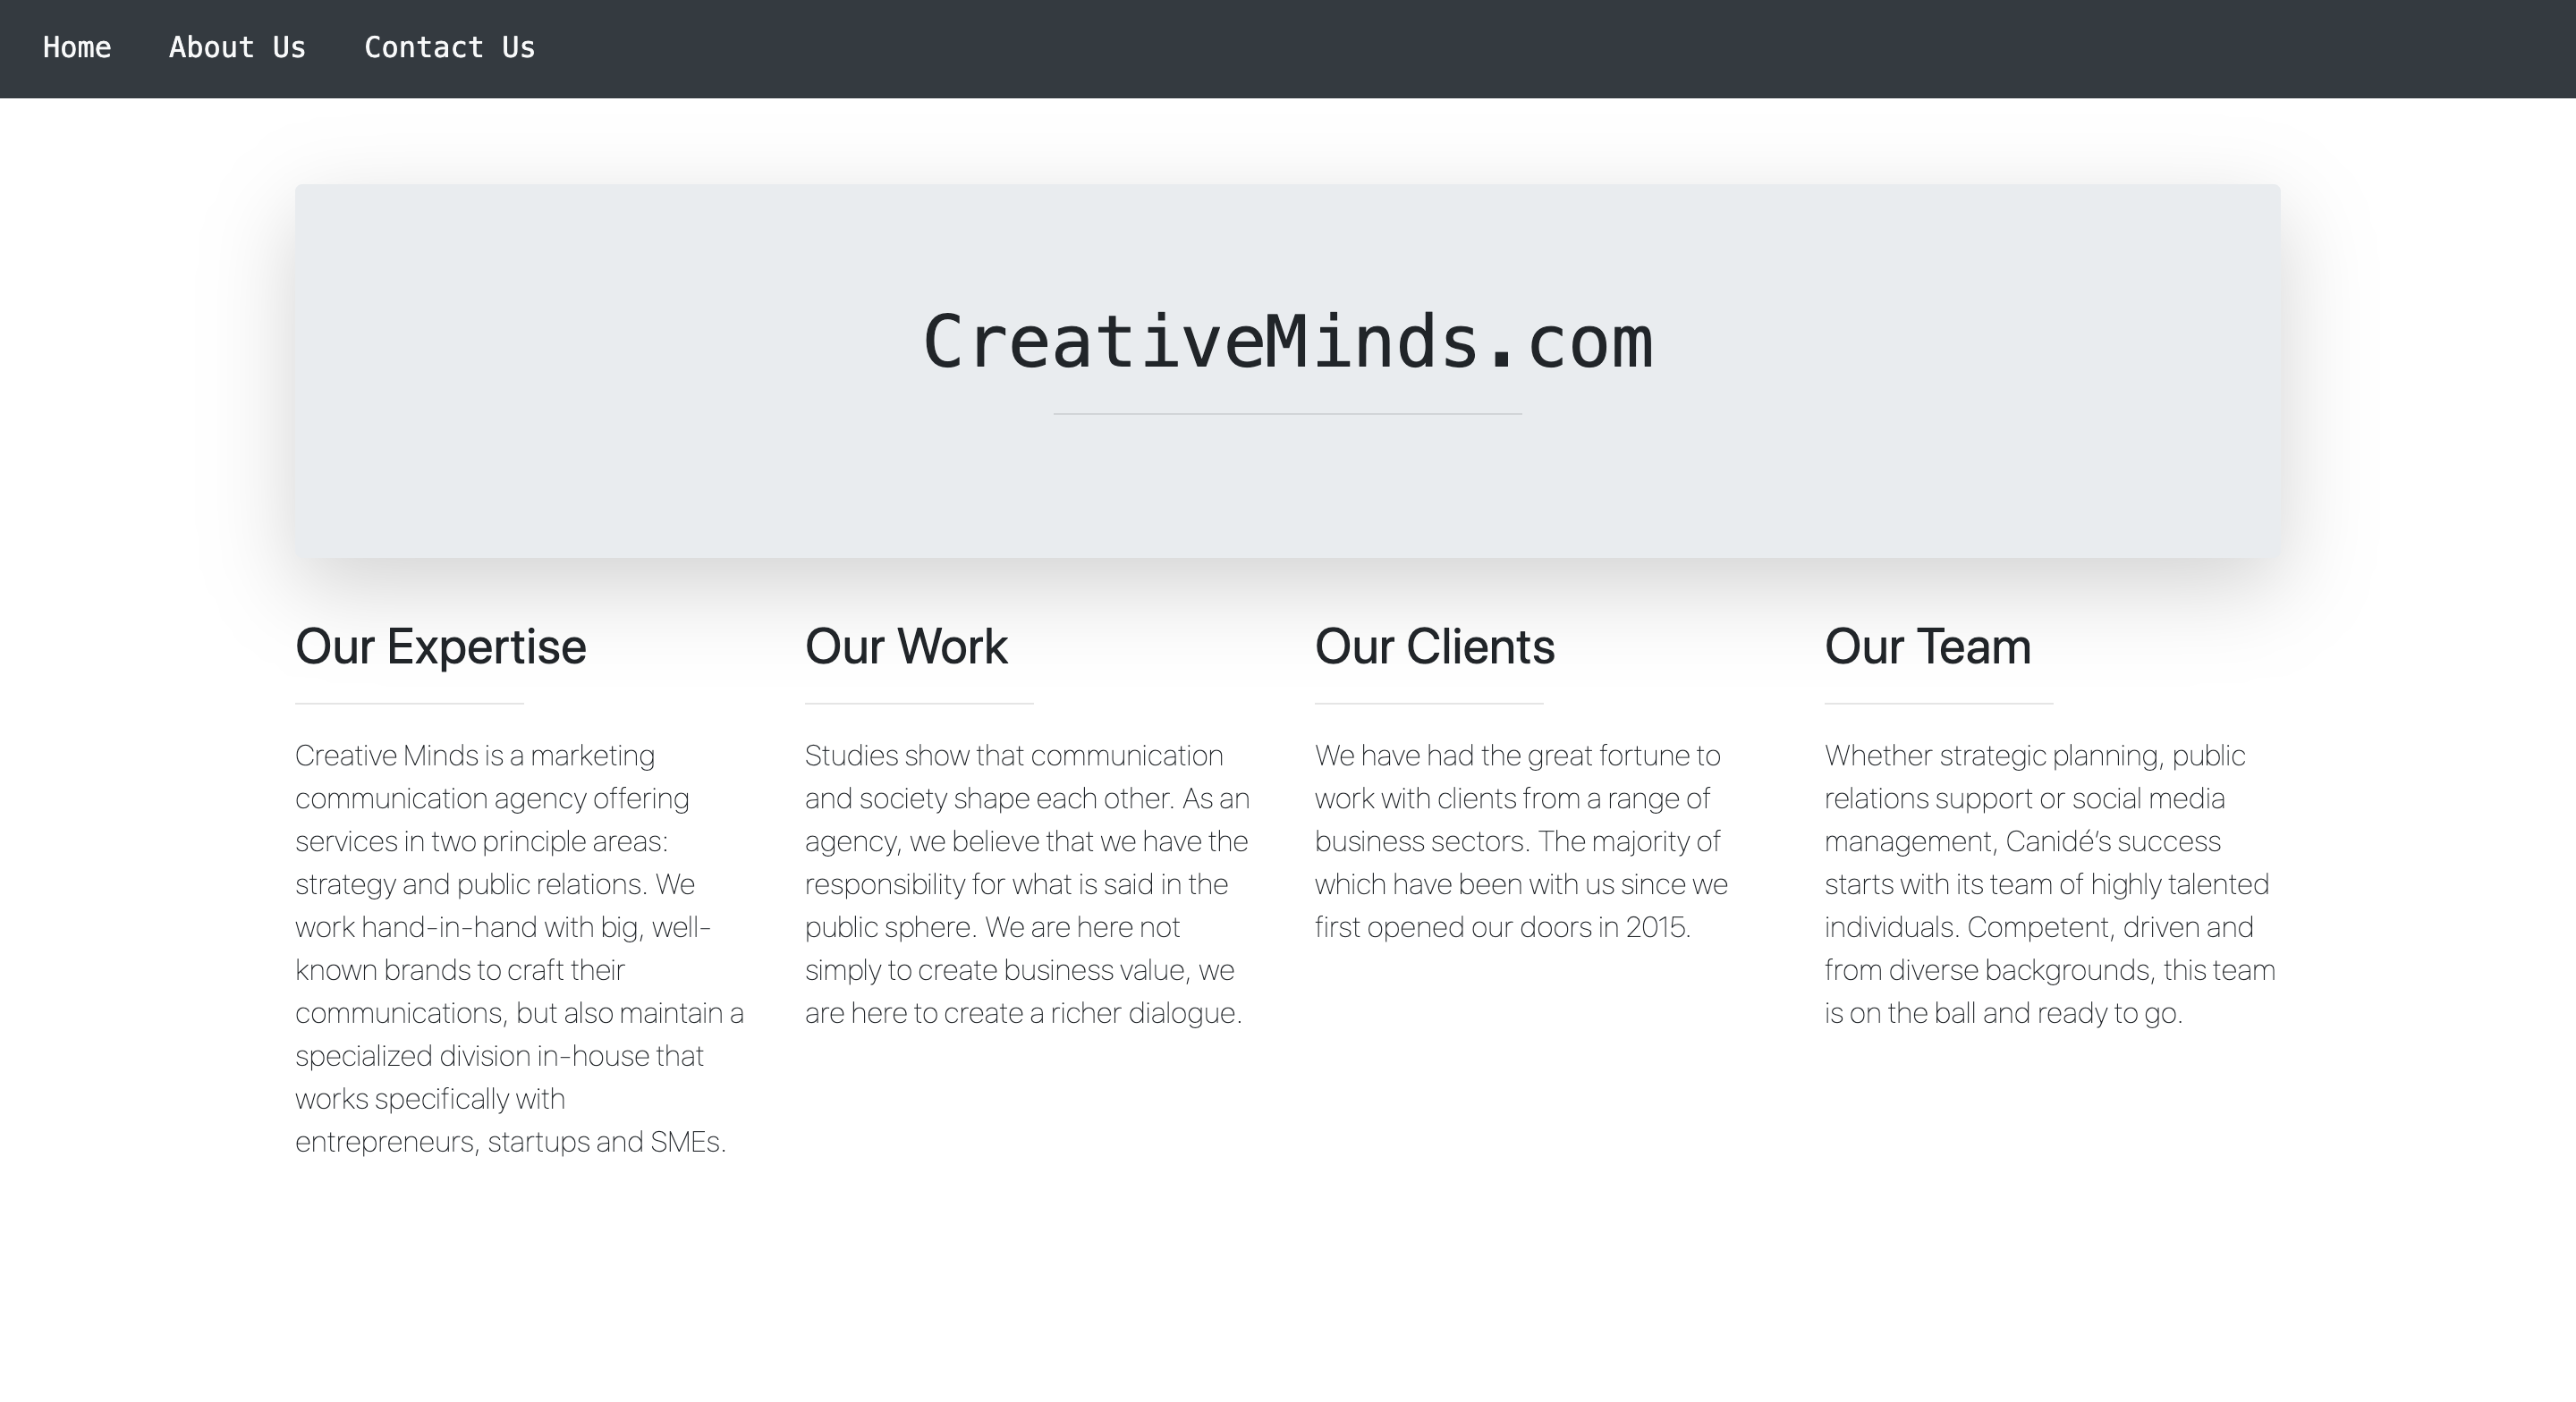 Home About Us Contact Us
CreativeMinds.com
Our Expertise
Creative Minds is a marketing
communication agency offering
services in two principle areas:
strategy and public relations. We
work hand-in-hand with big, well-
known brands to craft their
communications, but also maintain a
specialized division in-house that
works specifically with
entrepreneurs, startups and SMEs.
Our Work
Studies show that communication
and society shape each other. As an
agency, we believe that we have the
responsibility for what is said in the
public sphere. We are here not
simply to create business value, we
are here to create a richer dialogue.
Our Clients
We have had the great fortune to
work with clients from a range of
business sectors. The majority of
which have been with us since we
first opened our doors in 2015.
Our Team
Whether strategic planning, public
relations support or social media
management, Canidé's success
starts with its team of highly talented
individuals. Competent, driven and
from diverse backgrounds, this team
is on the ball and ready to go.